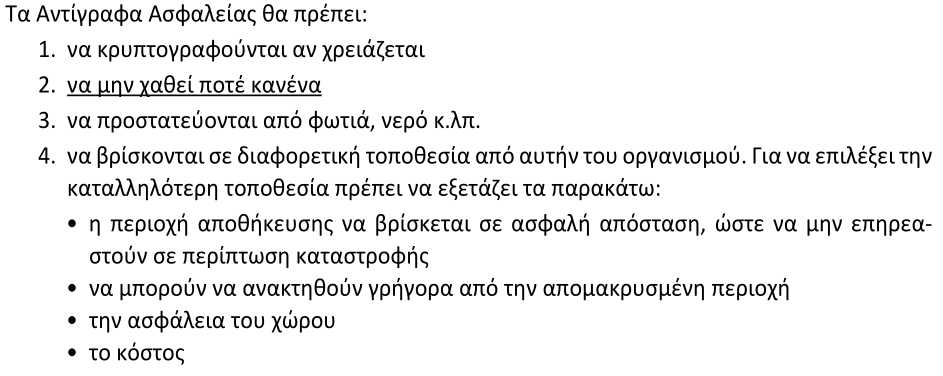 Τα Αντίγραφα Ασφαλείας θα πρέπει:
1. να κρυπτογραφούνται αν χρειάζεται
2. να μην χαθεί ποτέ κανένα
3. να προστατεύονται από φωτιά, νερό κ.λπ.
4. να βρίσκονται σε διαφορετική τοποθεσία από αυτήν του οργανισμού. Για να επιλέξει την
καταλληλότερη τοποθεσία πρέπει να εξετάζει τα παρακάτω:
• η περιοχή αποθήκευσης να βρίσκεται σε ασφαλή απόσταση, ώστε να μην επηρεα-
στούν σε περίπτωση καταστροφής
• να μπορούν να ανακτηθούν γρήγορα από την απομακρυσμένη περιοχή
• την ασφάλεια του χώρου
• το κόστος